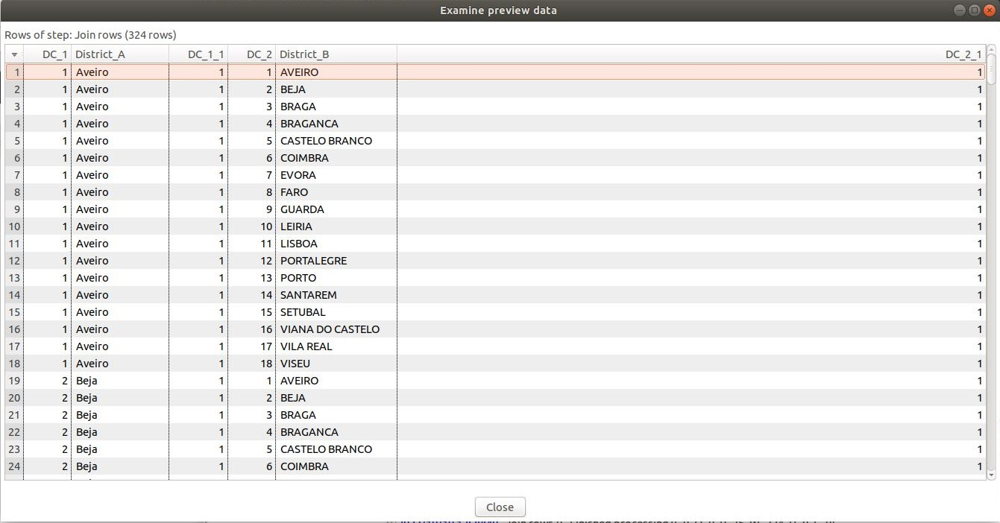 Examine preview data
Rows of step: Join rows (324 rows)
DC_1 District_A DC_1_1 DC_2 District_B DC_2_1
1 1 Aveiro 1 1 AVEIRO 1
2 1 Aveiro 1 2 BEJA 1
3 1 Aveiro 1 3 BRAGA 1
4 1 Aveiro 1 4 BRAGANCA 1
5 1 Aveiro 1 5 CASTELO BRANCO 1
6 1 Aveiro 1 6 COIMBRA 1
7 1 Aveiro 1 7 EVORA 1
8 1 Aveiro 1 8 FARO 1
9 1 Aveiro 1 9 GUARDA 1
10 1 Aveiro 1 10 LEIRIA 1
11 1 Aveiro 1 11 LISBOA 1
12 1 Aveiro 1 12 PORTALEGRE 1
13 1 Aveiro 1 13 PORTO 1
14 1 Aveiro 1 14 SANTAREM 1
15 1 Aveiro 1 15 SETUBAL 1
16 1 Aveiro 1 16 VIANA DO CASTELO 1
17 1 Aveiro 1 17 VILA REAL 1
18 1 Aveiro 1 18 VISEU 1
19 2 Beja 1 1 AVEIRO 1
20 2 Beja 1 2 BEJA 1
21 2 Beja 1 3 BRAGA 1
22 2 Beja 1 4 BRAGANCA 1
23 2 Beja 1 5 CASTELO BRANCO 1
24 2 Beja 1 6 COIMBRA 1
Close